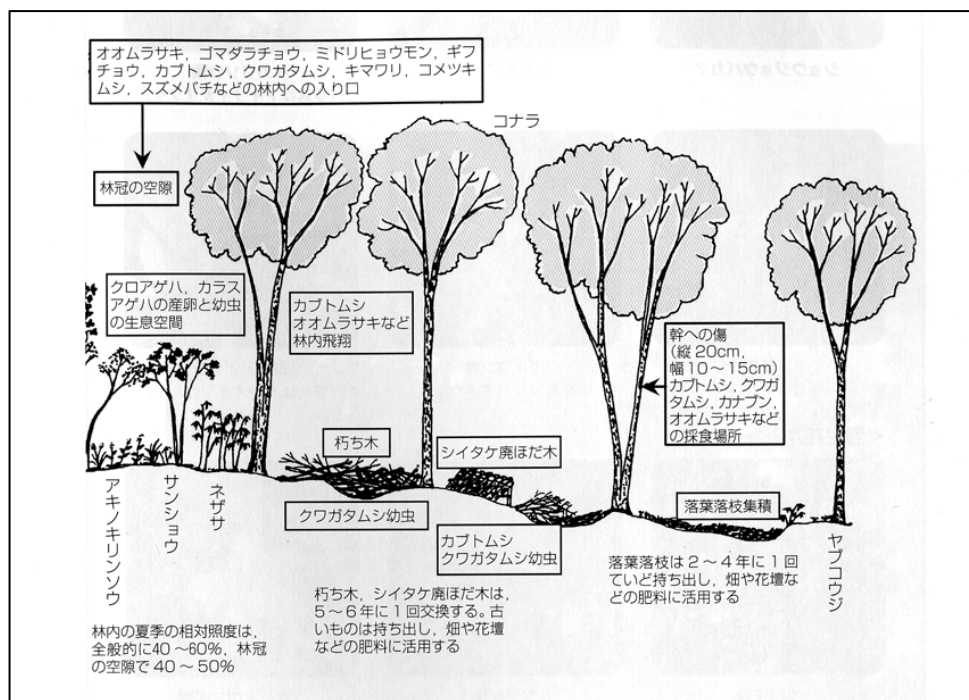 オオムラサキ，ゴマダラチョウ，ミドリヒョウモン，ギフ
チョウ，カブトムシ，クワガタムシ，キマワリ，コメツキ
ムシ，スズメバチなどの林内への入り口
コナラ
林冠の空隙
クロアゲハ，カラス
アゲハの産卵と幼虫
の生息空間
カブトムシ
オオムラサキなど
林内飛翔
幹への傷
（縦20cm，
幅10～15cm）
カブトムシ，クワガ
タムシ，カナブン，
オオムラサキなど
の採食場所
朽ち木
シイタケ廃ほだ木
クワガタムシ幼虫
カブトムシ
クワガタムシ幼虫
落葉落枝集積
アキノキリンソウ
サンショウ
ネザサ
ヤブコウジ
落葉落枝は2～4年に1回
ていど持ち出し，畑や花壇な
どの肥料に活用する
朽ち木，シイタケ廃ほだ木は，
5～6年に1回交換する。古
いものは持ち出し，畑や花壇
などの肥料に活用する
林内の夏季の相対照度は，
全般的に40～60％，林冠
の空隙で40～50％